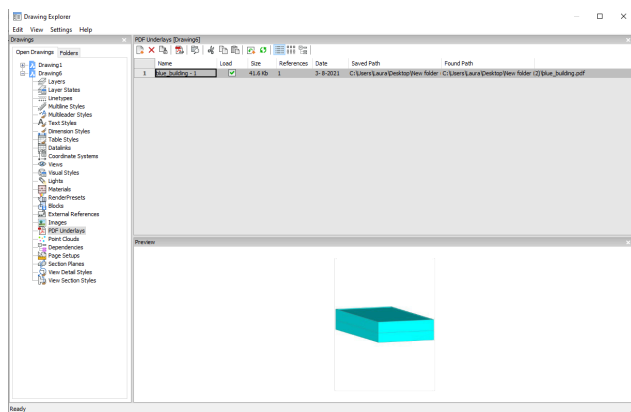 Drawing Explorer
Edit View Settings Help
Drawings
Open Drawings Folders
Drawing1
Drawing6
Layers
Layer States
Linetypes
Multiline Styles
Multileader Styles
Text Styles
Dimension Styles
Table Styles
Datalinks
Coordinate Systems
Views
Visual Styles
Lights
Materials
RenderPresets
Blocks
External References
Images
PDF Underlays
Point Clouds
Dependencies
Page Setups
Section Planes
View Detail Styles
View Section Styles
PDF Underlays [Drawing6]
Name Load Size References Date Saved Path Found Path
1 blue_building - 1 41.6 Kb 1 3- 8-2021 C:\Users\Laura\Desktop\New folder C:\Users\Laura\Desktop\New folder (2)\blue_building.pdf
Preview
Ready